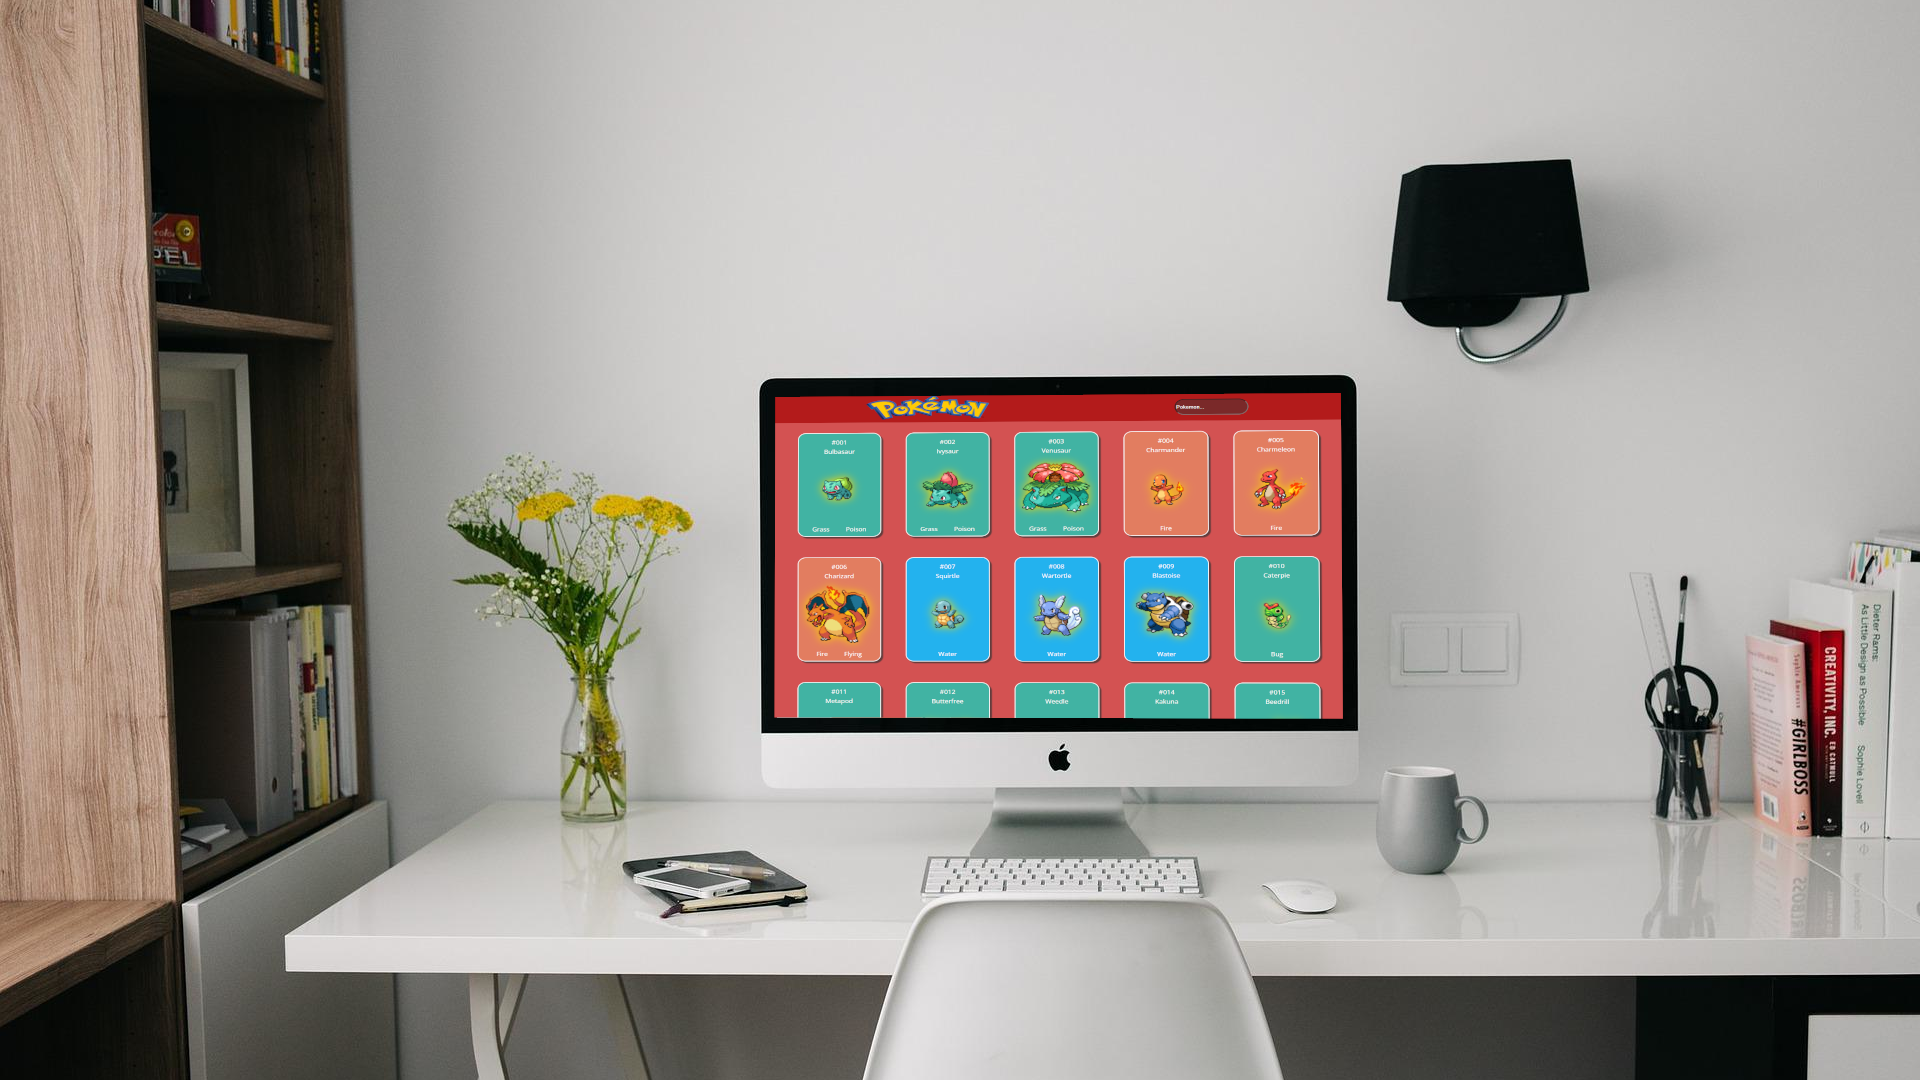 DEL
POKéMON
Pokemon...
#001
Bulbasaur
Grass Poison
#002
Ivysaur
Grass Poison
#003
Venusaur
Grass Poison
#004
Charmander
Fire
#005
Charmeleon
Fire
#006
Charizard
Fire Flying
#007
Squirtle
Water
#008
Wartortle
Water
#009
Blastoise
Water
#010
Caterpie
Bug
#011
Metapod
#012
Butterfree
#013
Weedle
#014
Kakuna
#015
Beedrill
#GIRLBOSS
CREATIVITY, INC.
ED CATMULL
Dieter Rams:
As Little Design as Possible
Sophie Lovell